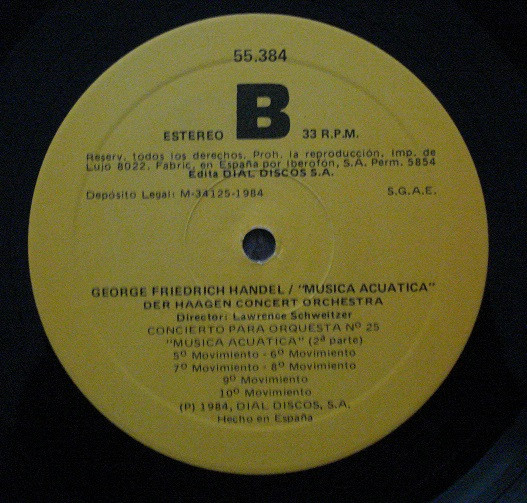 55.384
ESTEREO B 33 R.P.M.
Reserv. todos los derechos. Proh. la reproducción. Imp. de
Lujo 8022. Fabric. en España por Iberofón, S.A. Perm. 5854
Edita DIAL DISCOS S.A.
Depósito Legal: M-34125-1984 S.G.A.E.
GEORGE FRIEDRICH HANDEL / "MUSICA ACUATICA"
DER HAAGEN CONCERT ORCHESTRA
Director: Lawrence Schweitzer
CONCIERTO PARA ORQUESTA Nº 25
"MUSICA ACUATICA" (2ª parte)
5º Movimiento - 6º Movimiento
7º Movimiento - 8º Movimiento
9º Movimiento
10º Movimiento
(P) 1984, DIAL DISCOS, S.A.
Hecho en España